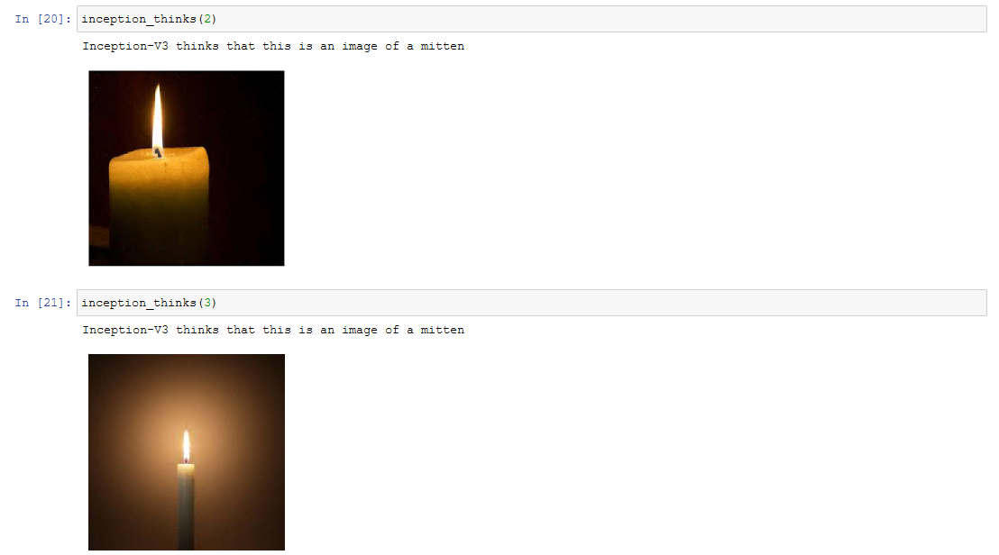 In [20]: inception_thinks(2)
Inception-V3 thinks that this is an image of a mitten
In [21]: inception_thinks(3)
Inception-V3 thinks that this is an image of a mitten